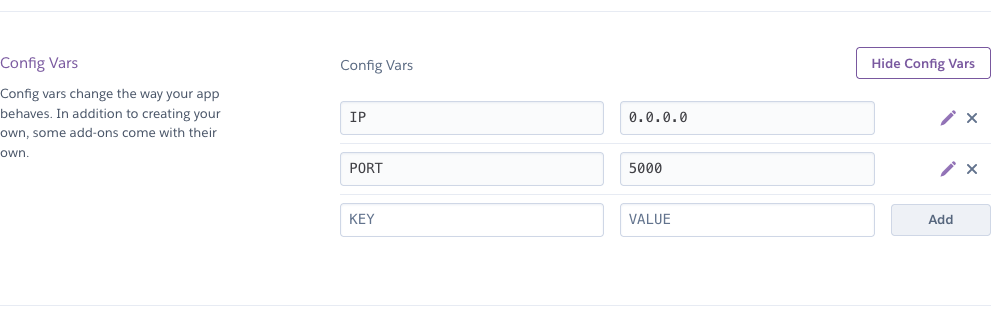 Config Vars
Config vars change the way your app
behaves. In addition to creating your
own, some add-ons come with their
own.
Config Vars
Hide Config Vars
IP
0.0.0.0
PORT
5000
KEY
VALUE
Add